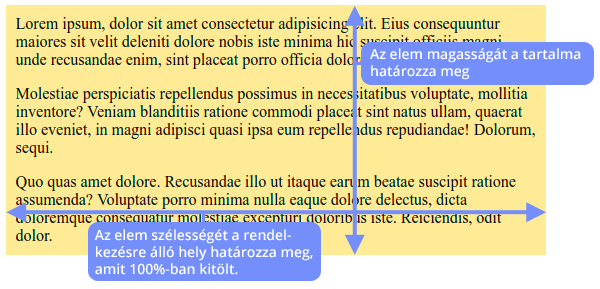 Lorem ipsum, dolor sit amet consectetur adipisicing elit. Eius consequuntur
maiores sit velit deleniti dolore nobis iste minima hic suscipit officiis magni
unde recusandae enim, sint placeat porro officia
Az elem magasságát a tartalma
határozza meg
Molestiae perspiciatis repellendus possimus in necessitatibus voluptate, mollitia
inventore? Veniam blanditiis ratione commodi placeat sint natus ullam, quaerat
illo eveniet, in magni adipisci quasi ipsa eum repellendus repudiandae! Dolorum,
sequi.
Quo quas amet dolore. Recusandae illo ut itaque earum beatae suscipit ratione
assumenda? Voluptate porro minima nulla eaque dolore delectus, dicta
doloremque consequatur molestiae excepturi doloribus iste. Reiciendis, odit
dolor.
Az elem szélességét a rendel-
kezésre álló hely határozza meg,
amit 100%-ban kitölt.